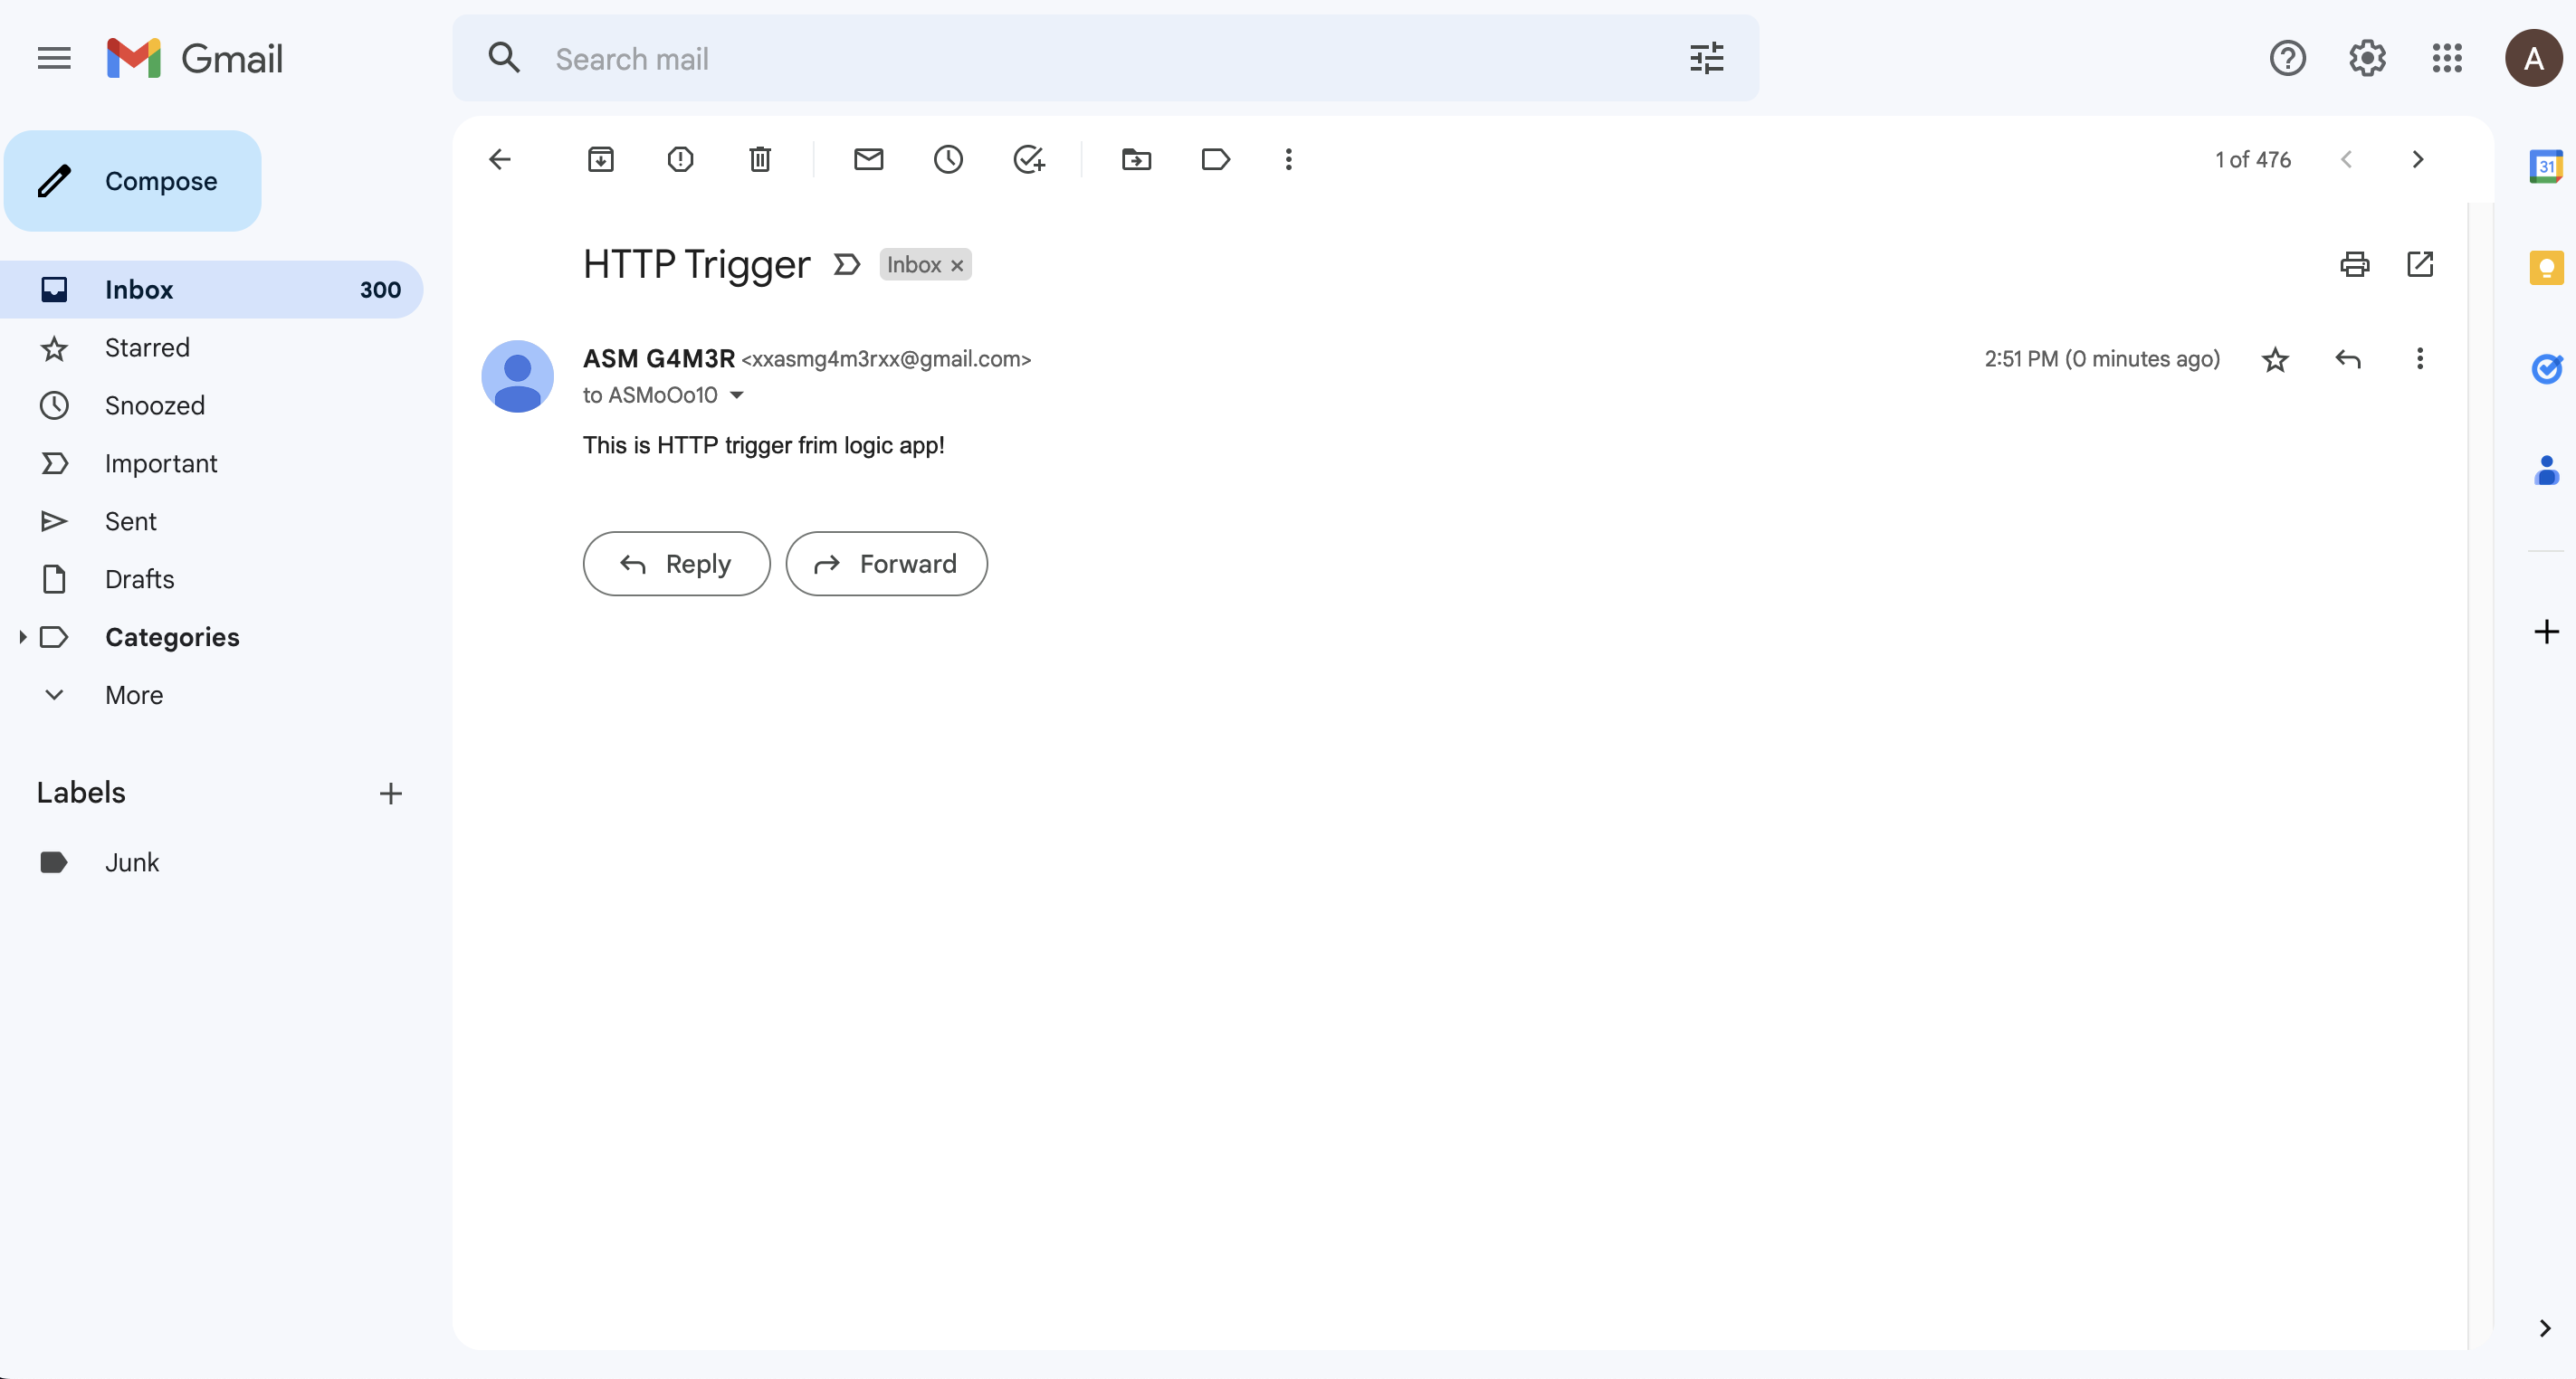 Gmail
Search mail
A
Compose
1 of 476
31
HTTP Trigger Inbox ×
Inbox 300
ASM G4M3R <xxasmg4m3rxx@gmail.com> 2:51 PM (0 minutes ago)
to ASMoOo10
Starred
Snoozed
This is HTTP trigger frim logic app!
Important
Sent
Reply Forward
Drafts
Categories
More
Labels
Junk